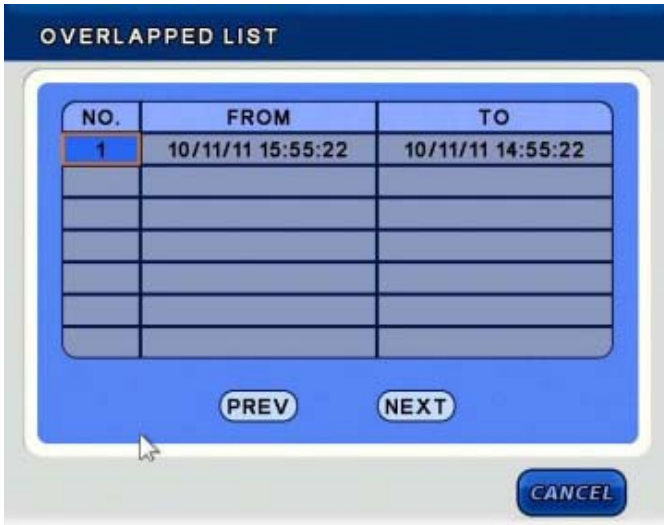 OVERLAPPED LIST
NO. FROM TO
1 10/11/11 15:55:22 10/11/11 14:55:22
PREV NEXT
CANCEL